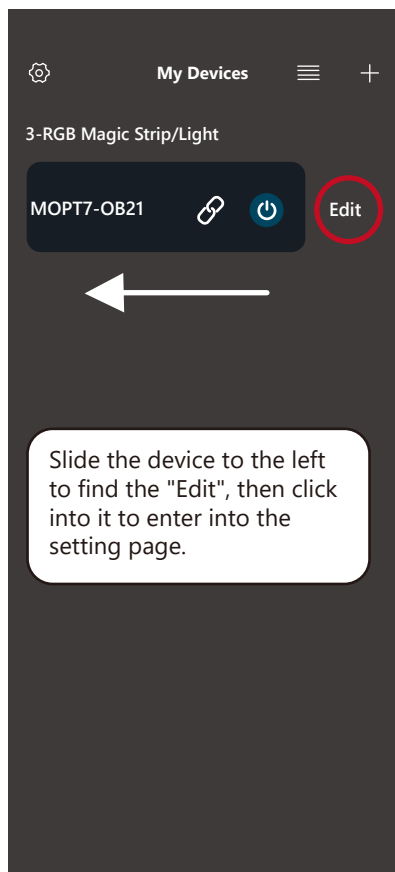 My Devices
3-RGB Magic Strip/Light
MOPT7-OB21
Edit
Slide the device to the left
to find the "Edit", then click
into it to enter into the
setting page.